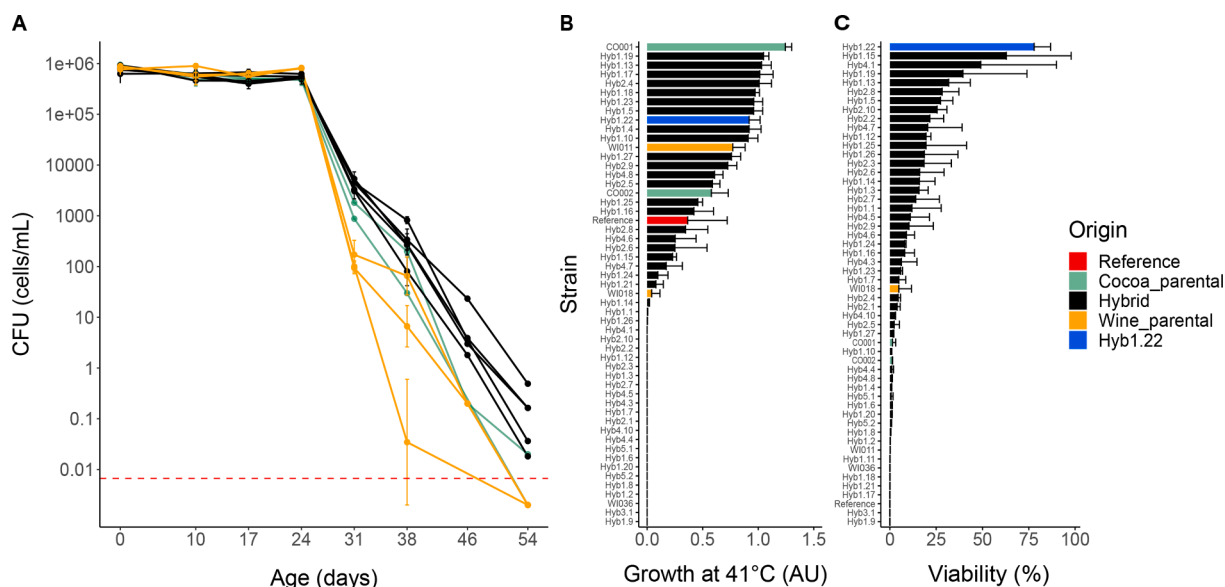 A
CFU (cells/mL)
1e+06
1e+05
10000
1000
100
10
1
0.1
0.01
0 10 17 24 31 38 46 54
Age (days)
B
Strain
CO001
Hyb1.19
Hyb1.13
Hyb1.17
Hyb2.4
Hyb1.18
Hyb1.23
Hyb1.5
Hyb1.22
Hyb1.4
Hyb1.10
WI011
Hyb1.27
Hyb2.9
Hyb4.8
Hyb2.5
CO002
Hyb1.25
Hyb1.16
Reference
Hyb2.8
Hyb4.6
Hyb2.6
Hyb1.15
Hyb4.7
Hyb1.24
Hyb1.21
WI018
Hyb1.14
Hyb1.1
Hyb1.26
Hyb4.1
Hyb2.10
Hyb2.2
Hyb1.12
Hyb2.3
Hyb1.3
Hyb2.7
Hyb4.5
Hyb4.3
Hyb1.7
Hyb2.1
Hyb4.10
Hyb4.4
Hyb5.1
Hyb1.6
Hyb1.20
Hyb5.2
Hyb1.8
Hyb1.2
WI036
Hyb3.1
Hyb1.9
0.0 0.5 1.0 1.5
Growth at 41°C (AU)
C
Strain
Hyb1.22
Hyb1.15
Hyb4.1
Hyb1.19
Hyb1.13
Hyb2.8
Hyb1.5
Hyb2.10
Hyb2.2
Hyb4.7
Hyb1.12
Hyb1.25
Hyb1.26
Hyb2.3
Hyb2.6
Hyb1.14
Hyb1.3
Hyb2.7
Hyb1.1
Hyb4.5
Hyb2.9
Hyb4.6
Hyb1.24
Hyb1.16
Hyb4.3
Hyb1.23
Hyb1.7
WI018
Hyb2.4
Hyb2.1
Hyb4.10
Hyb2.5
Hyb1.27
CO001
Hyb1.10
CO002
Hyb4.4
Hyb4.8
Hyb1.4
Hyb5.1
Hyb1.6
Hyb1.20
Hyb5.2
Hyb1.8
Hyb1.2
WI011
Hyb1.11
WI036
Hyb1.18
Hyb1.21
Hyb1.17
Reference
Hyb3.1
Hyb1.9
0 25 50 75 100
Viability (%)
Origin
Reference
Cocoa_parental
Hybrid
Wine_parental
Hyb1.22